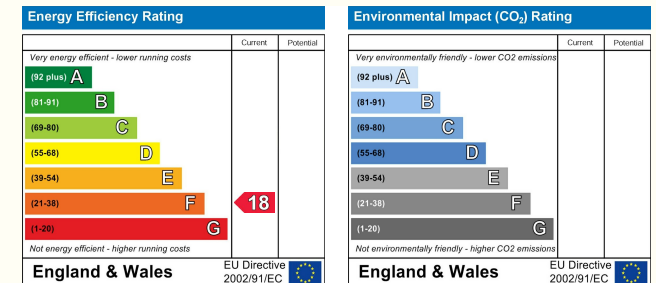 Energy Efficiency Rating
Current Potential
Very energy efficient - lower running costs
(92 plus) A
(81-91) B
(69-80) C
(55-68) D
(39-54) E
(21-38) F
18
(1-20) G
Not energy efficient - higher running costs
England & Wales
EU Directive
2002/91/EC
Environmental Impact (CO₂) Rating
Current Potential
Very environmentally friendly - lower CO2 emissions
(92 plus) A
(81-91) B
(69-80) C
(55-68) D
(39-54) E
(21-38) F
(1-20) G
Not environmentally friendly - higher CO2 emissions
England & Wales
EU Directive
2002/91/EC